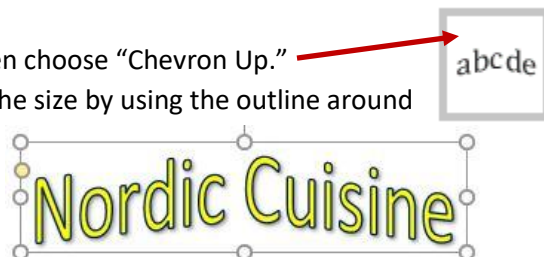 en choose “Chevron Up.”
abcde
he size by using the outline around
Nordic Cuisine